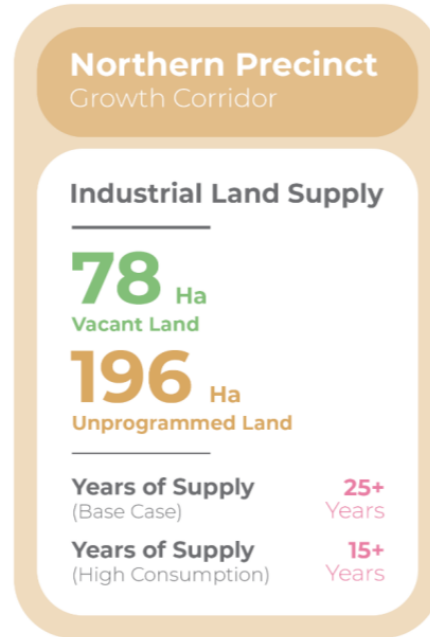 Northern Precinct
Growth Corridor
Industrial Land Supply
78 Ha
Vacant Land
196 Ha
Unprogrammed Land
Years of Supply 25+
(Base Case) Years
Years of Supply 15+
(High Consumption) Years